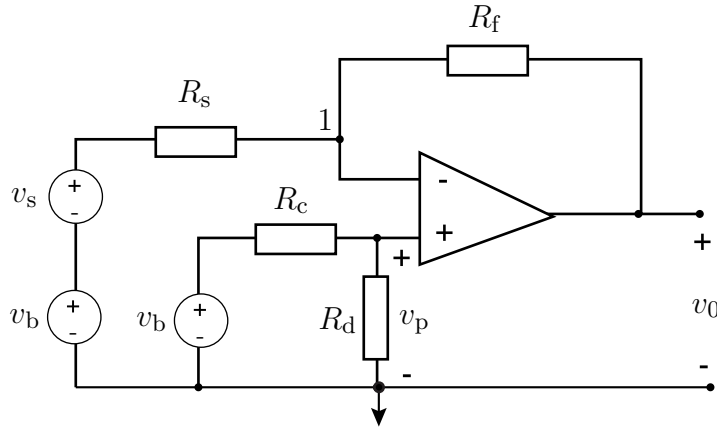 R_f
R_s
1
v_s
+
-
-
R_c
+
+
+
v_b
+
-
v_b
+
-
R_d
v_p
v_0
-
-